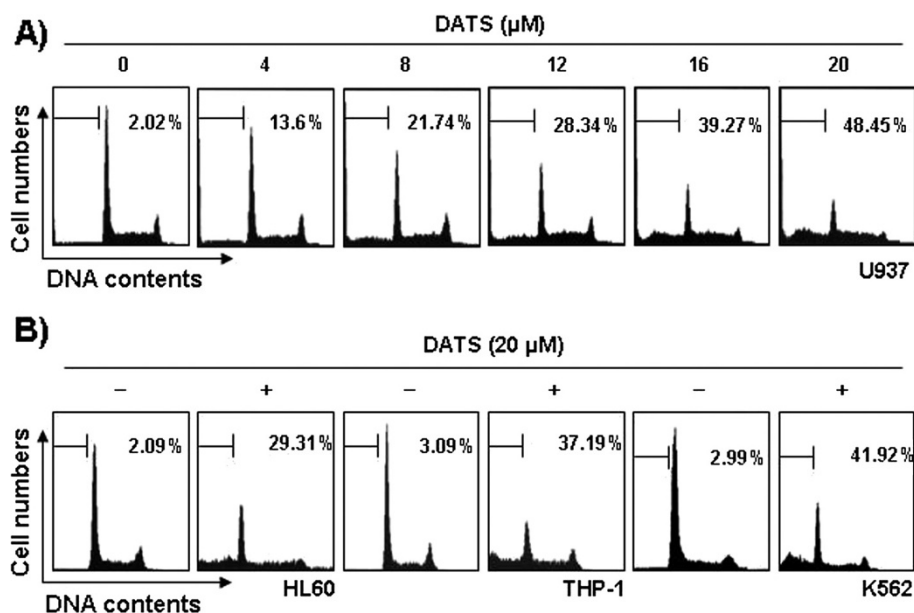 A)
DATS (µM)
0 4 8 12 16 20
2.02% 13.6% 21.74% 28.34% 39.27% 48.45%
Cell numbers
DNA contents
U937
B)
DATS (20 µM)
– + – + – +
2.09% 29.31% 3.09% 37.19% 2.99% 41.92%
Cell numbers
HL60 THP-1 K562
DNA contents